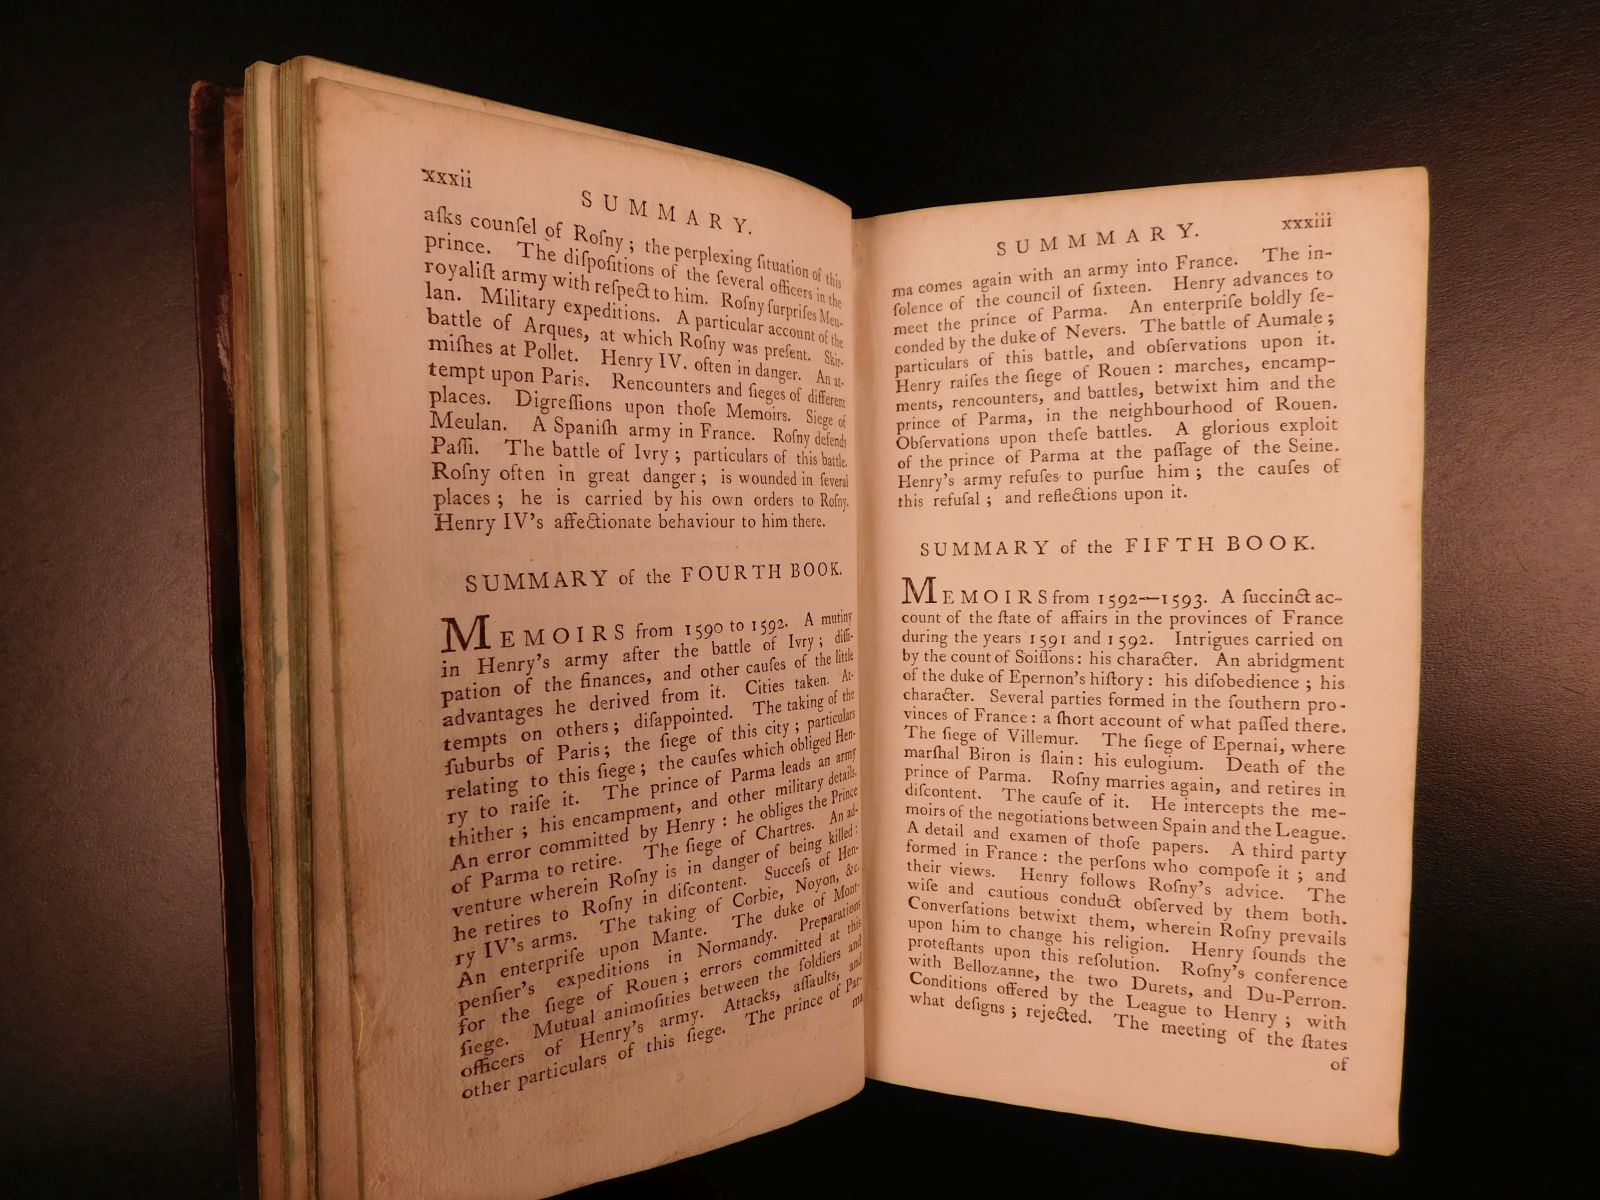 xxxii
SUMMARY.
aſks counſel of Roſny; the perplexing ſituation of this
prince. The diſpoſitions of the ſeveral officers in the
royaliſt army with reſpect to him. Roſny ſurpriſes Meu-
lan. Military expeditions. A particular account of the
battle of Arques, at which Roſny was preſent. Skir-
miſhes at Pollet. Henry IV. often in danger. An at-
tempt upon Paris. Rencounters and ſieges of different
places. Digreſſions upon thoſe Memoirs. Siege of
Meulan. A Spaniſh army in France. Roſny defends
Paſſi. The battle of Ivry; particulars of this battle.
Roſny often in great danger; is wounded in ſeveral
places; he is carried by his own orders to Roſny.
Henry IV's affectionate behaviour to him there.
SUMMARY of the FOURTH BOOK.
MEMOIRS from 1590 to 1592. A mutiny
in Henry's army after the battle of Ivry; diſſi-
pation of the finances, and other cauſes of the little
advantages he derived from it. Cities taken. At-
tempts on others; diſappointed. The taking of the
ſuburbs of Paris; the ſiege of this city; particulars
relating to this ſiege; the cauſes which obliged Hen-
ry to raiſe it. The prince of Parma leads an army
thither; his encampment, and other military details.
An error committed by Henry: he obliges the Prince
of Parma to retire. The ſiege of Chartres. An ad-
venture wherein Roſny is in danger of being killed:
he retires to Roſny in diſcontent. Succeſs of Hen-
ry IV's arms. The taking of Corbie, Noyon, &c.
An enterpriſe upon Mante. The duke of Mont-
penſier's expeditions in Normandy. Preparations
for the ſiege of Rouen; errors committed at this
ſiege. Mutual animoſities between the ſoldiers and
officers of Henry's army. Attacks, aſſaults, and
other particulars of this ſiege. The prince of Par-
ma
SUMMMARY.
xxxiii
ma comes again with an army into France. The in-
ſolence of the council of ſixteen. Henry advances to
meet the prince of Parma. An enterpriſe boldly ſe-
conded by the duke of Nevers. The battle of Aumale;
particulars of this battle, and obſervations upon it.
Henry raiſes the ſiege of Rouen: marches, encamp-
ments, rencounters, and battles, betwixt him and the
prince of Parma, in the neighbourhood of Rouen.
Obſervations upon theſe battles. A glorious exploit
of the prince of Parma at the paſſage of the Seine.
Henry's army refuſes to purſue him; the cauſes of
this refuſal; and reflections upon it.
SUMMARY of the FIFTH BOOK.
MEMOIRS from 1592—1593. A ſuccinct ac-
count of the ſtate of affairs in the provinces of France
during the years 1591 and 1592. Intrigues carried on
by the count of Soiſſons: his character. An abridgment
of the duke of Epernon's hiſtory: his diſobedience; his
character. Several parties formed in the ſouthern pro-
vinces of France: a ſhort account of what paſſed there.
The ſiege of Villemur. The ſiege of Epernai, where
marſhal Biron is ſlain: his eulogium. Death of the
prince of Parma. Roſny marries again, and retires in
diſcontent. The cauſe of it. He intercepts the me-
moirs of the negotiations between Spain and the League.
A detail and examen of thoſe papers. A third party
formed in France: the perſons who compoſe it; and
their views. Henry follows Roſny's advice. The
wiſe and cautious conduct obſerved by them both.
Converſations betwixt them, wherein Roſny prevails
upon him to change his religion. Henry ſounds the
proteſtants upon this reſolution. Roſny's conference
with Bellozanne, the two Durets, and Du-Perron.
Conditions offered by the League to Henry; with
what deſigns; rejected. The meeting of the ſtates
of